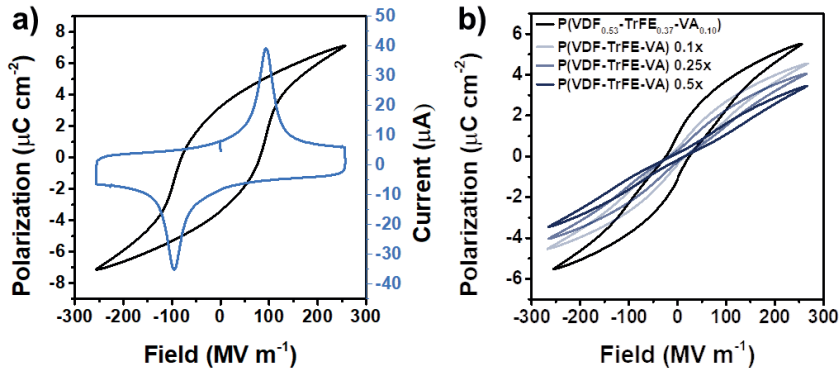 a)
Polarization (μC cm-2)
8
6
4
2
0
-2
-4
-6
-8
-300 -200 -100 0 100 200 300
Field (MV m-1)
50
40
30
20
10
0
-10
-20
-30
-40
Current (μA)
b)
Polarization (μC cm-2)
6
4
2
0
-2
-4
-6
P(VDF0.53-TrFE0.37-VA0.10)
P(VDF-TrFE-VA) 0.1x
P(VDF-TrFE-VA) 0.25x
P(VDF-TrFE-VA) 0.5x
-300 -200 -100 0 100 200 300
Field (MV m-1)